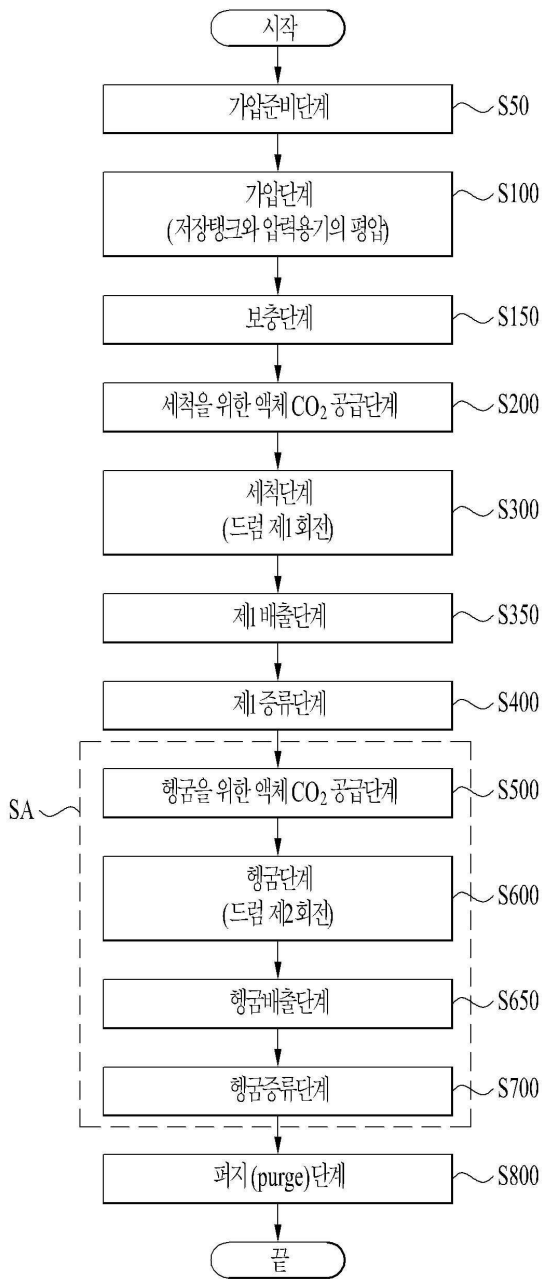 시작
가압준비단계
S50
가압단계
(저장탱크와 압력용기의 평압)
S100
보충단계
S150
세척을 위한 액체 CO₂ 공급단계
S200
세척단계
(드럼 제1회전)
S300
제1 배출단계
S350
제1 증류단계
S400
SA
헹굼을 위한 액체 CO₂ 공급단계
S500
헹굼단계
(드럼 제2회전)
S600
헹굼배출단계
S650
헹굼증류단계
S700
퍼지 (purge)단계
S800
끝